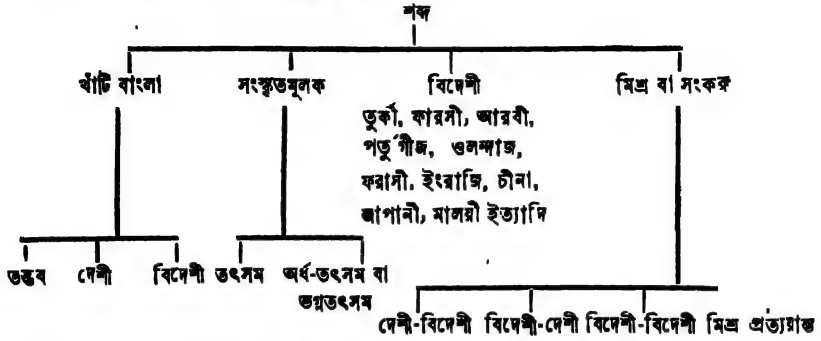 শব্দ
খাঁটি বাংলা সংস্কৃতমূলক বিদেশী মিশ্র বা সংকর
তুর্কী, ফারসী, আরবী,
পর্তুগীজ, ওলন্দাজ,
ফরাসী, ইংরাজি, চীনা,
জাপানী, মালয়ী ইত্যাদি
তদ্ভব দেশী বিদেশী তৎসম অর্ধ-তৎসম বা
ভগ্নতৎসম
দেশী-বিদেশী বিদেশী-দেশী বিদেশী-বিদেশী মিশ্র প্রত্যয়ান্ত